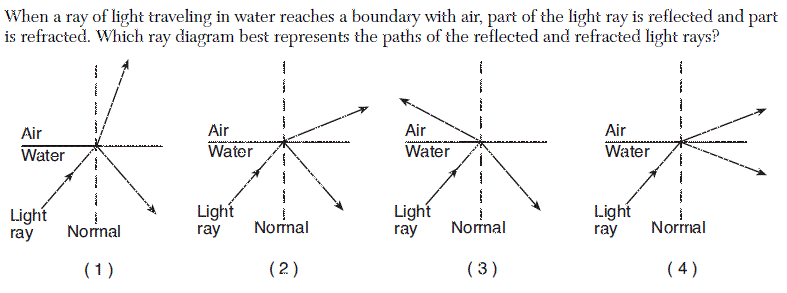 When a ray of light traveling in water reaches a boundary with air, part of the light ray is reflected and part
is refracted. Which ray diagram best represents the paths of the reflected and refracted light rays?
Air Air Air Air
Water Water Water Water
Light Light Light Light
ray Normal ray Normal ray Normal ray Normal
(1) (2) (3) (4)